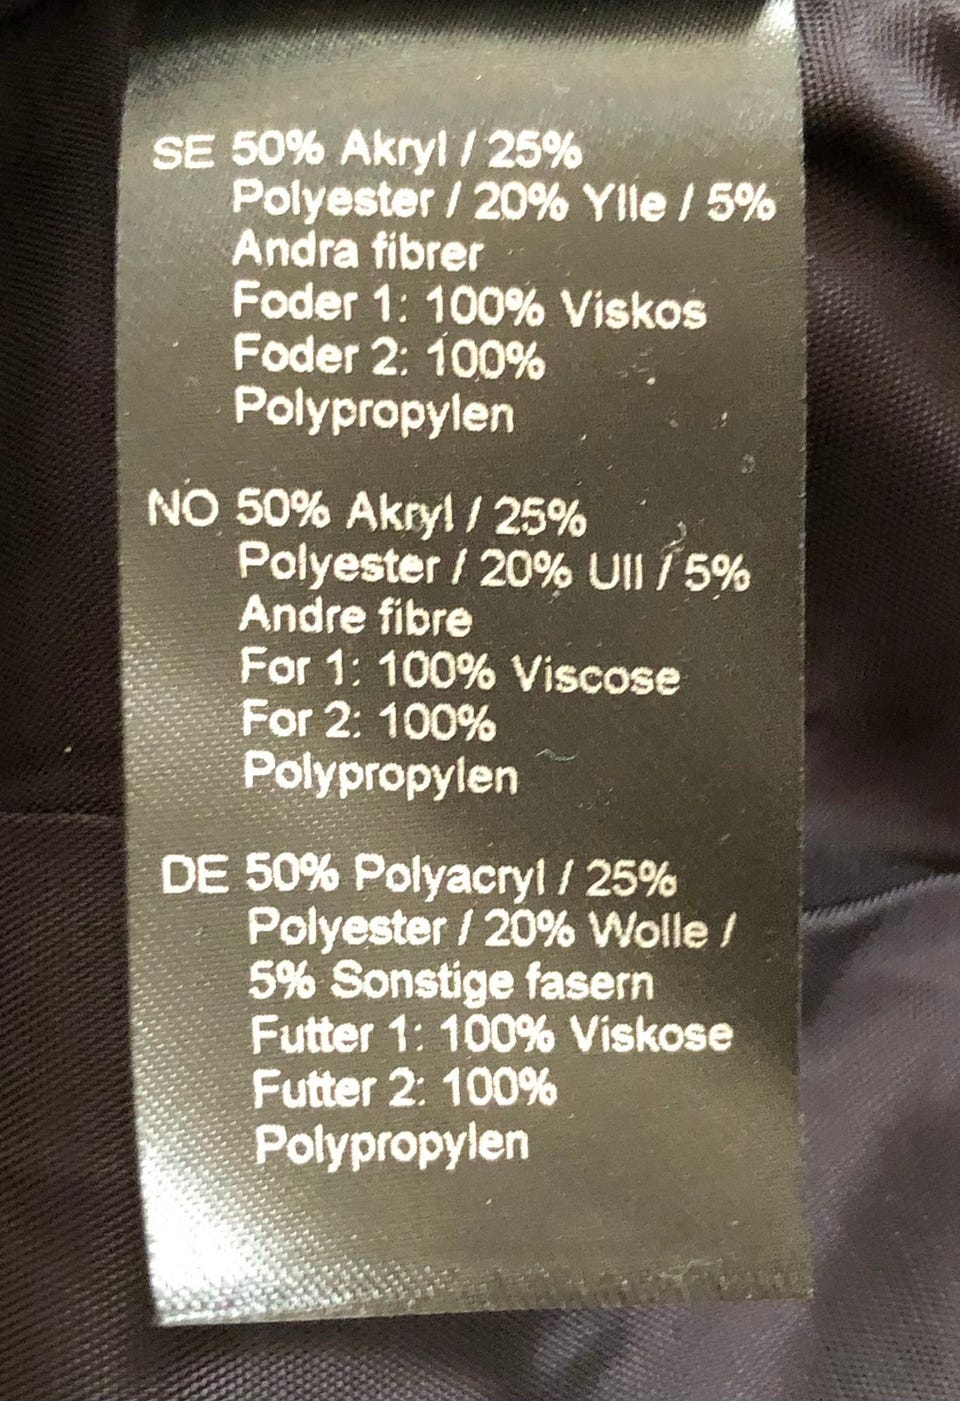 SE 50% Akryl / 25%
Polyester / 20% Ylle / 5%
Andra fibrer
Foder 1: 100% Viskos
Foder 2: 100%
Polypropylen
NO 50% Akryl / 25%
Polyester / 20% Ull / 5%
Andre fibre
For 1: 100% Viscose
For 2: 100%
Polypropylen
DE 50% Polyacryl / 25%
Polyester / 20% Wolle /
5% Sonstige fasern
Futter 1: 100% Viskose
Futter 2: 100%
Polypropylen